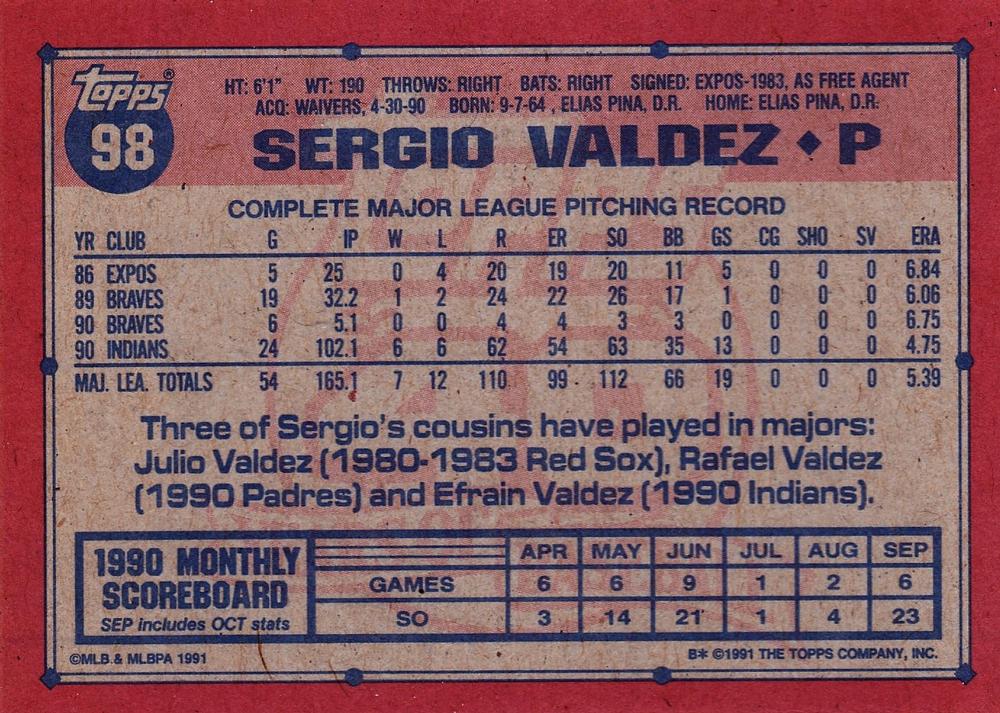 topps®
98
HT: 6'1" WT: 190 THROWS: RIGHT BATS: RIGHT SIGNED: EXPOS-1983, AS FREE AGENT
ACQ: WAIVERS, 4-30-90 BORN: 9-7-64 , ELIAS PINA, D.R. HOME: ELIAS PINA, D.R.
SERGIO VALDEZ ♦ P
COMPLETE MAJOR LEAGUE PITCHING RECORD
YR CLUB G IP W L R ER SO BB GS CG SHO SV ERA
86 EXPOS 5 25 0 4 20 19 20 11 5 0 0 0 6.84
89 BRAVES 19 32.2 1 2 24 22 26 17 1 0 0 0 6.06
90 BRAVES 6 5.1 0 0 4 4 3 3 0 0 0 0 6.75
90 INDIANS 24 102.1 6 6 62 54 63 35 13 0 0 0 4.75
MAJ. LEA. TOTALS 54 165.1 7 12 110 99 112 66 19 0 0 0 5.39
Three of Sergio's cousins have played in majors:
Julio Valdez (1980-1983 Red Sox), Rafael Valdez
(1990 Padres) and Efrain Valdez (1990 Indians).
1990 MONTHLY
SCOREBOARD
SEP includes OCT stats
APR MAY JUN JUL AUG SEP
GAMES 6 6 9 1 2 6
SO 3 14 21 1 4 23
©MLB & MLBPA 1991
B* ©1991 THE TOPPS COMPANY, INC.